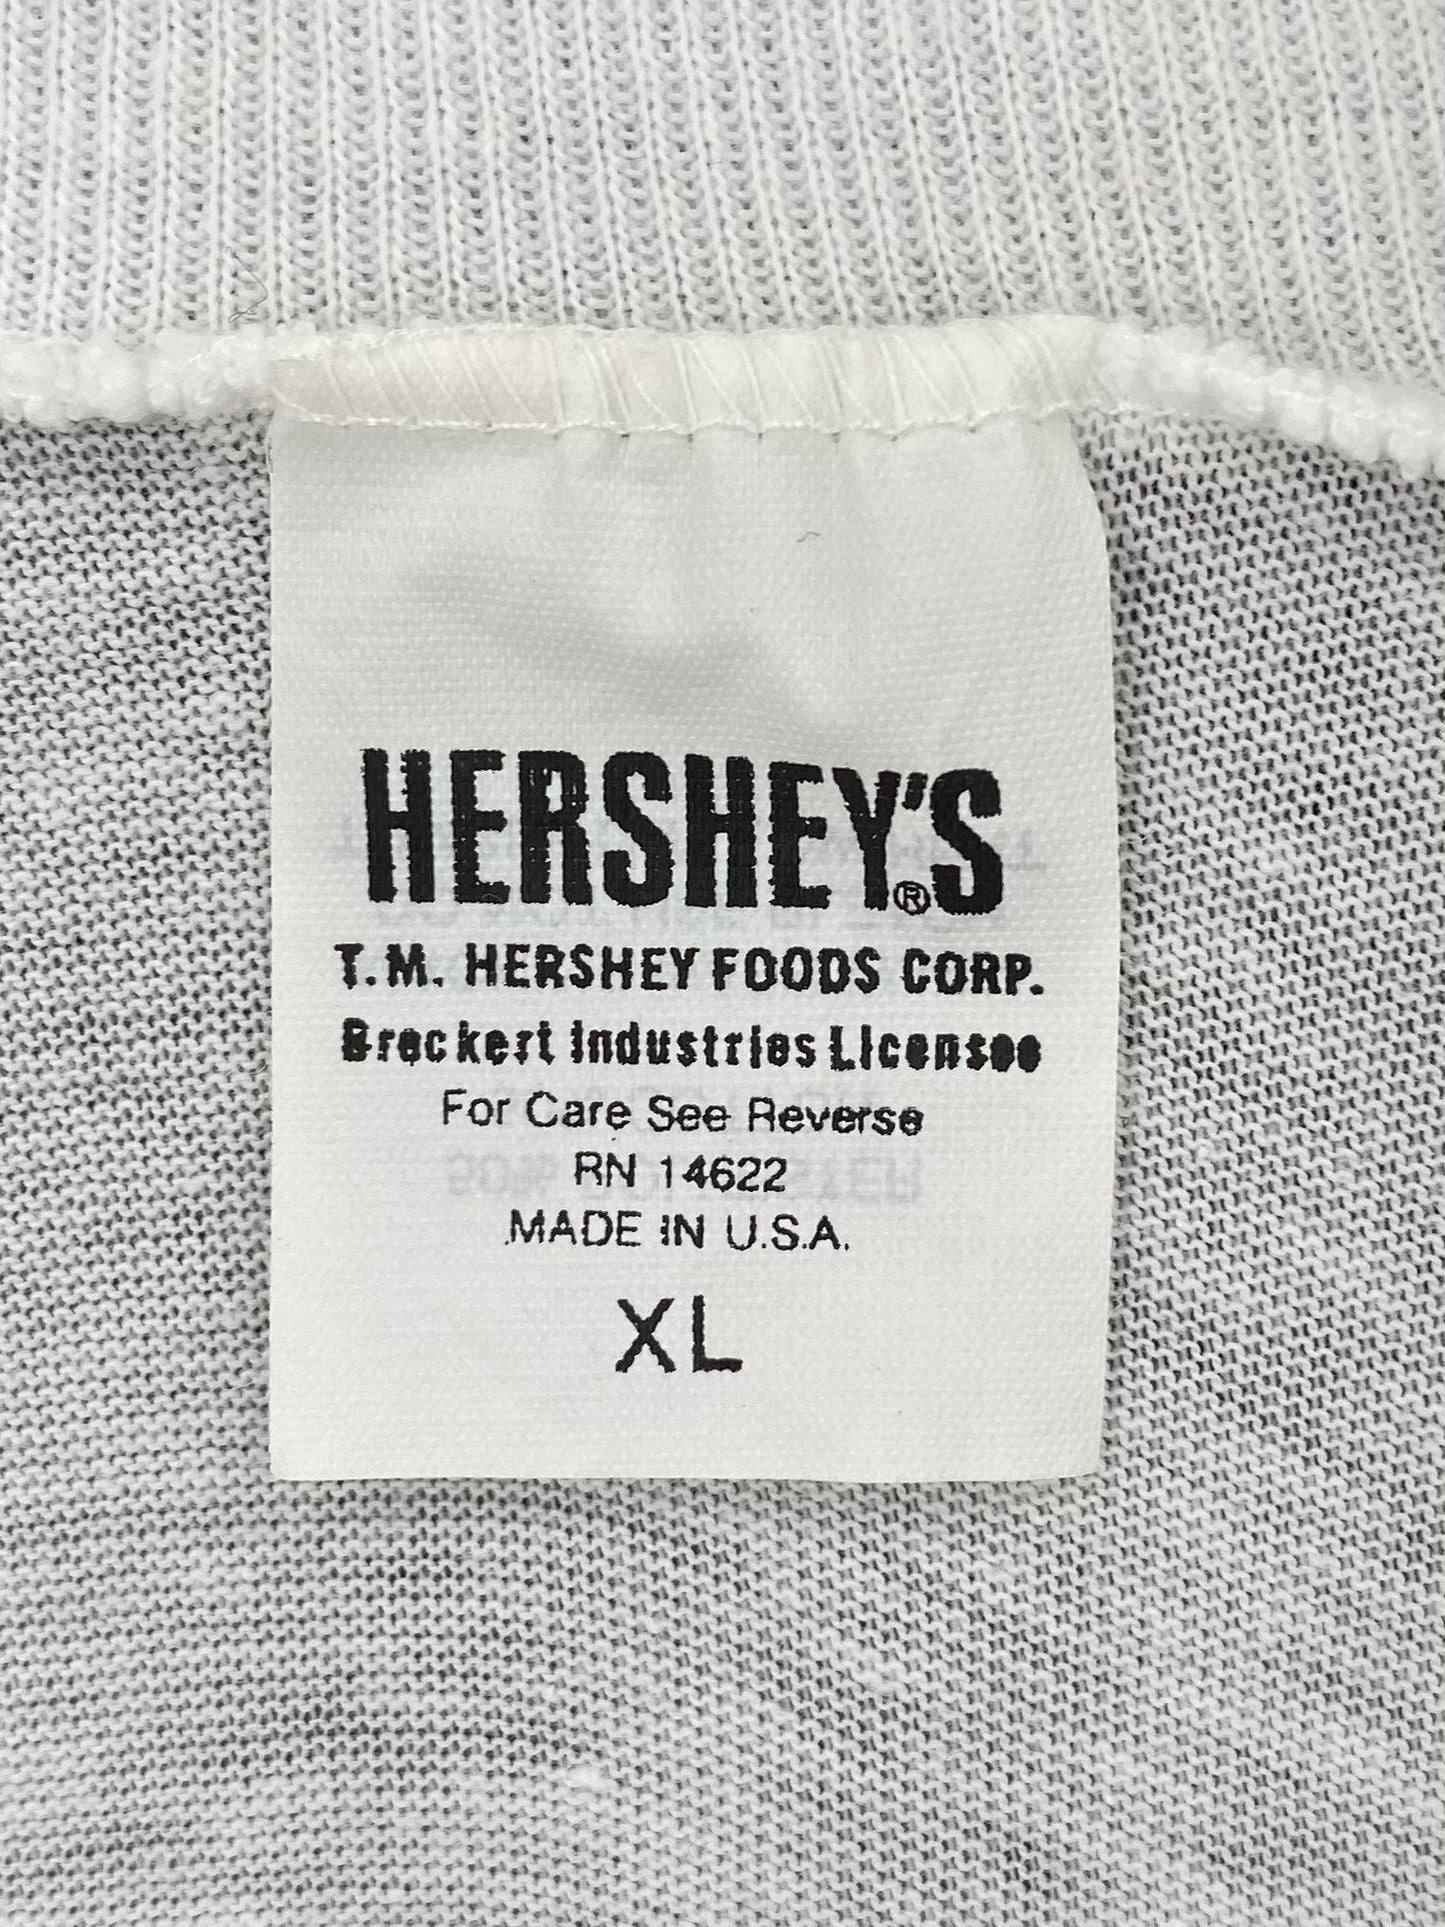 HERSHEY'S®
T.M. HERSHEY FOODS CORP.
Breckert Industries Licensee
For Care See Reverse
RN 14622
MADE IN U.S.A.
XL